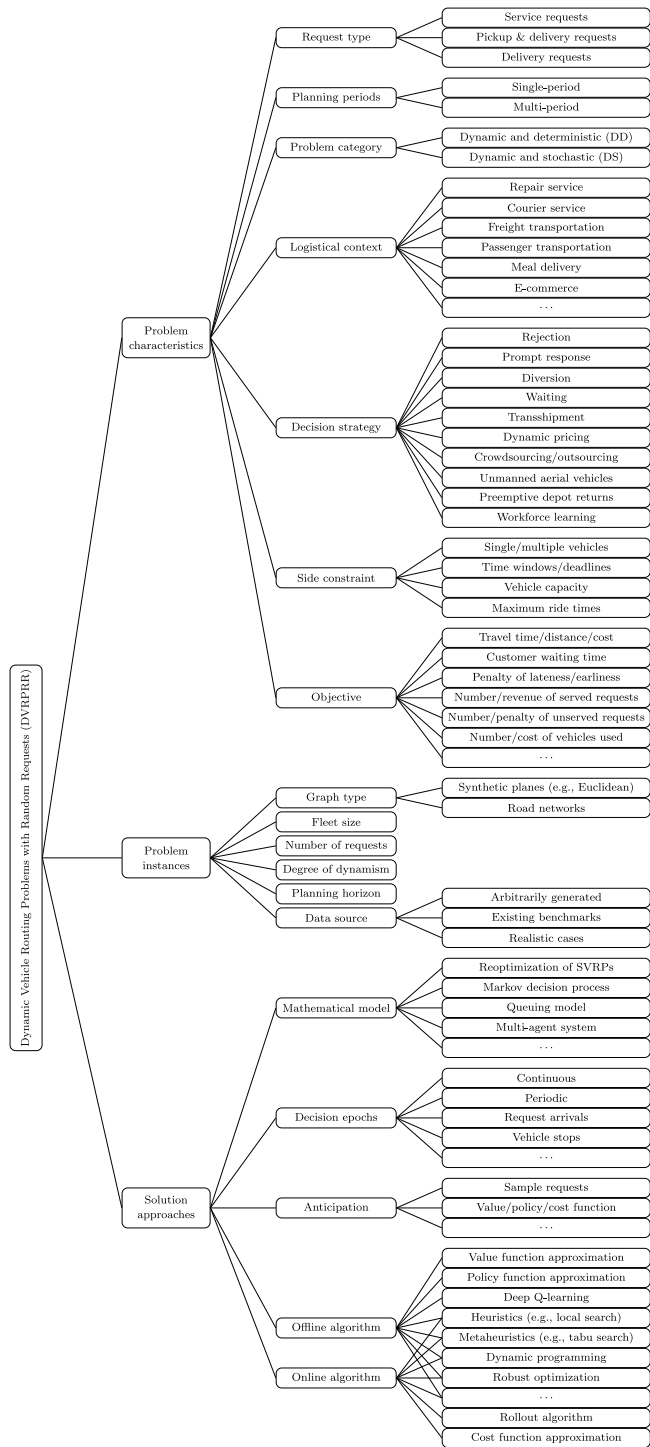 Dynamic Vehicle Routing Problems with Random Requests (DVRPRR)
Problem
characteristics
Request type
Service requests
Pickup & delivery requests
Delivery requests
Planning periods
Single-period
Multi-period
Problem category
Dynamic and deterministic (DD)
Dynamic and stochastic (DS)
Logistical context
Repair service
Courier service
Freight transportation
Passenger transportation
Meal delivery
E-commerce
...
Decision strategy
Rejection
Prompt response
Diversion
Waiting
Transshipment
Dynamic pricing
Crowdsourcing/outsourcing
Unmanned aerial vehicles
Preemptive depot returns
Workforce learning
Side constraint
Single/multiple vehicles
Time windows/deadlines
Vehicle capacity
Maximum ride times
Objective
Travel time/distance/cost
Customer waiting time
Penalty of lateness/earliness
Number/revenue of served requests
Number/penalty of unserved requests
Number/cost of vehicles used
...
Problem
instances
Graph type
Synthetic planes (e.g., Euclidean)
Road networks
Fleet size
Number of requests
Degree of dynamism
Planning horizon
Data source
Arbitrarily generated
Existing benchmarks
Realistic cases
Solution
approaches
Mathematical model
Reoptimization of SVRPs
Markov decision process
Queuing model
Multi-agent system
...
Decision epochs
Continuous
Periodic
Request arrivals
Vehicle stops
...
Anticipation
Sample requests
Value/policy/cost function
...
Offline algorithm
Online algorithm
Value function approximation
Policy function approximation
Deep Q-learning
Heuristics (e.g., local search)
Metaheuristics (e.g., tabu search)
Dynamic programming
Robust optimization
...
Rollout algorithm
Cost function approximation